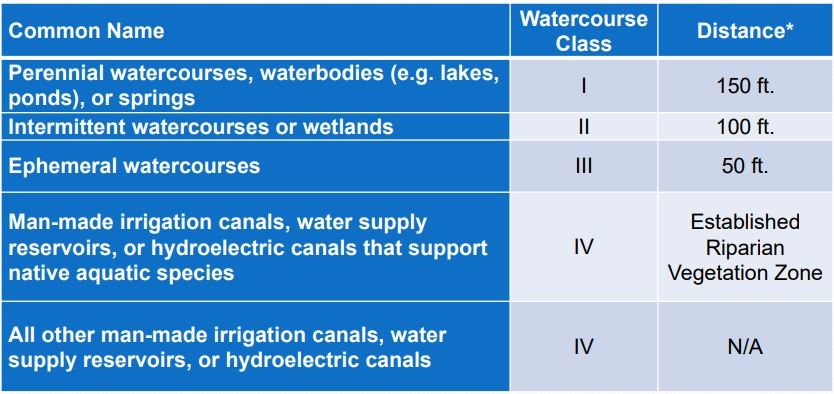 Common Name
Watercourse
Class
Distance*
Perennial watercourses, waterbodies (e.g. lakes,
ponds), or springs
I
150 ft.
Intermittent watercourses or wetlands
II
100 ft.
Ephemeral watercourses
III
50 ft.
Man-made irrigation canals, water supply
reservoirs, or hydroelectric canals that support
native aquatic species
IV
Established
Riparian
Vegetation Zone
All other man-made irrigation canals, water
supply reservoirs, or hydroelectric canals
IV
N/A